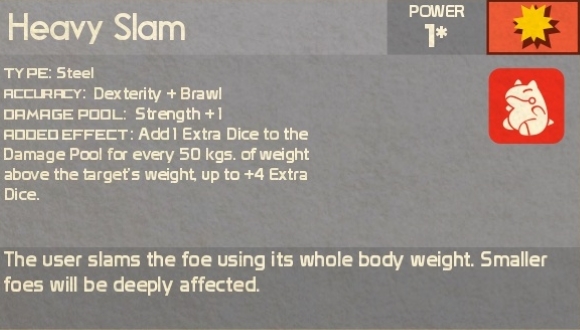 Heavy Slam
POWER
1*
TYPE: Steel
ACCURACY: Dexterity + Brawl
DAMAGE POOL: Strength +1
ADDED EFFECT: Add 1 Extra Dice to the
Damage Pool for every 50 kgs. of weight
above the target's weight, up to +4 Extra
Dice.
The user slams the foe using its whole body weight. Smaller
foes will be deeply affected.